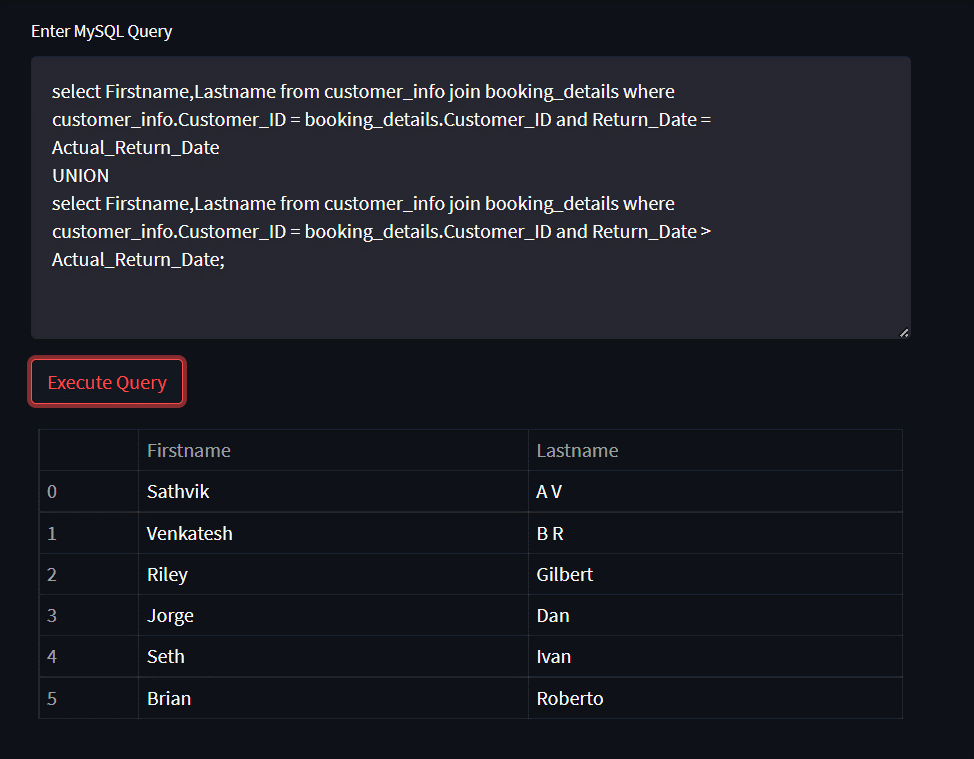 Enter MySQL Query
select Firstname,Lastname from customer_info join booking_details where
customer_info.Customer_ID = booking_details.Customer_ID and Return_Date =
Actual_Return_Date
UNION
select Firstname,Lastname from customer_info join booking_details where
customer_info.Customer_ID = booking_details.Customer_ID and Return_Date >
Actual_Return_Date;
Execute Query
Firstname Lastname
0 Sathvik A V
1 Venkatesh B R
2 Riley Gilbert
3 Jorge Dan
4 Seth Ivan
5 Brian Roberto